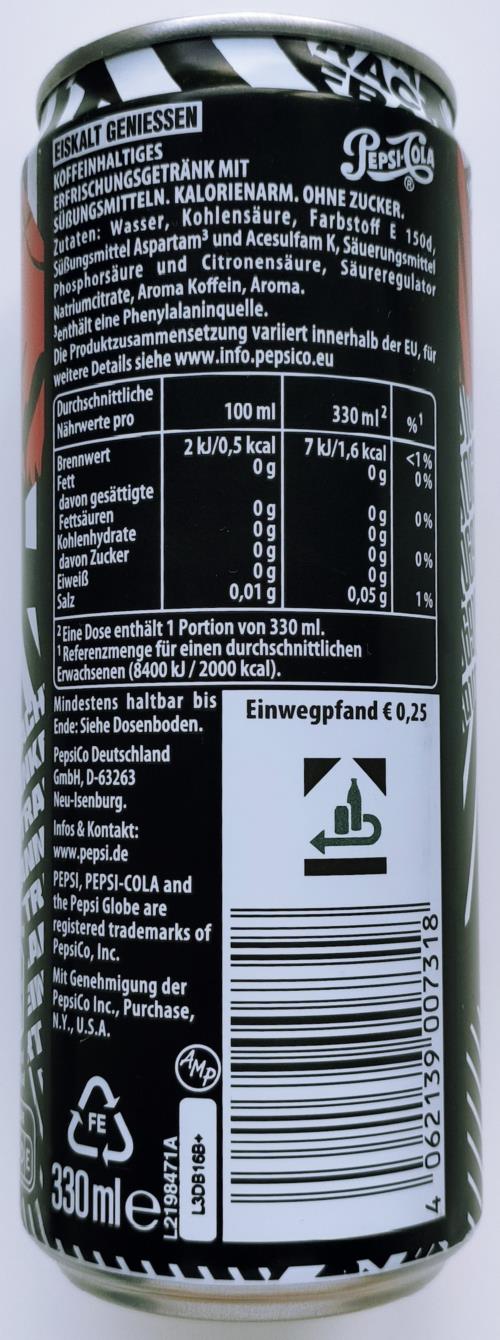 EISKALT GENIESSEN
PEPSI-COLA
®
KOFFEINHALTIGES
ERFRISCHUNGSGETRÄNK MIT
SÜßUNGSMITTELN. KALORIENARM. OHNE ZUCKER.
Zutaten: Wasser, Kohlensäure, Farbstoff E 150d,
Süßungsmittel Aspartam³ und Acesulfam K, Säuerungsmittel
Phosphorsäure und Citronensäure, Säureregulator
Natriumcitrate, Aroma Koffein, Aroma.
³enthält eine Phenylalaninquelle.
Die Produktzusammensetzung variiert innerhalb der EU, für
weitere Details siehe www.info.pepsico.eu
Durchschnittliche
Nährwerte pro 100 ml 330 ml² %¹
Brennwert 2 kJ/0,5 kcal 7 kJ/1,6 kcal <1%
Fett 0 g 0 g 0%
davon gesättigte
Fettsäuren 0 g 0 g 0%
Kohlenhydrate 0 g 0 g
davon Zucker 0 g 0 g 0%
Eiweiß 0 g 0 g
Salz 0,01 g 0,05 g 1%
²Eine Dose enthält 1 Portion von 330 ml.
¹Referenzmenge für einen durchschnittlichen
Erwachsenen (8400 kJ / 2000 kcal).
Mindestens haltbar bis
Ende: Siehe Dosenboden.
PepsiCo Deutschland
GmbH, D-63263
Neu-Isenburg.
Infos & Kontakt:
www.pepsi.de
PEPSI, PEPSI-COLA and
the Pepsi Globe are
registered trademarks of
PepsiCo, Inc.
Mit Genehmigung der
PepsiCo Inc., Purchase,
N.Y., U.S.A.
Einwegpfand € 0,25
4 062139 007318
AMP
FE
330 ml e
L2198471A
L3DB16B+